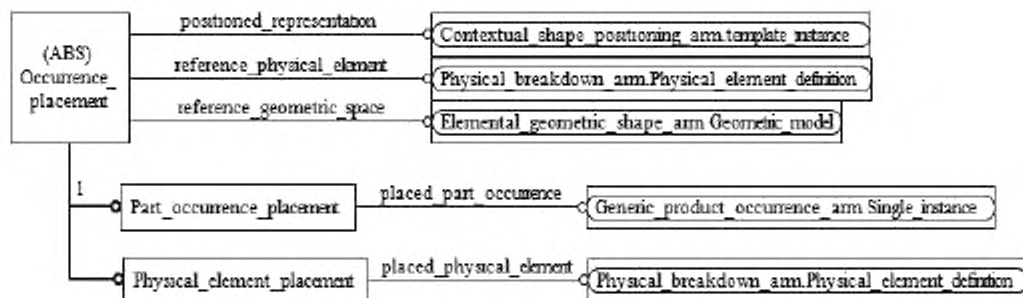 positioned_representation
Contextual_shape_positioning_arm.template_instance
(ABS)
Occurrence_
placement
reference_physical_element
Physical_breakdown_arm.Physical_element_definition
reference_geometric_space
Elemental_geometric_shape_arm.Geometric_model
1
Part_occurrence_placement
placed_part_occurrence
Generic_product_occurrence_arm.Single_instance
Physical_element_placement
placed_physical_element
Physical_breakdown_arm.Physical_element_definition